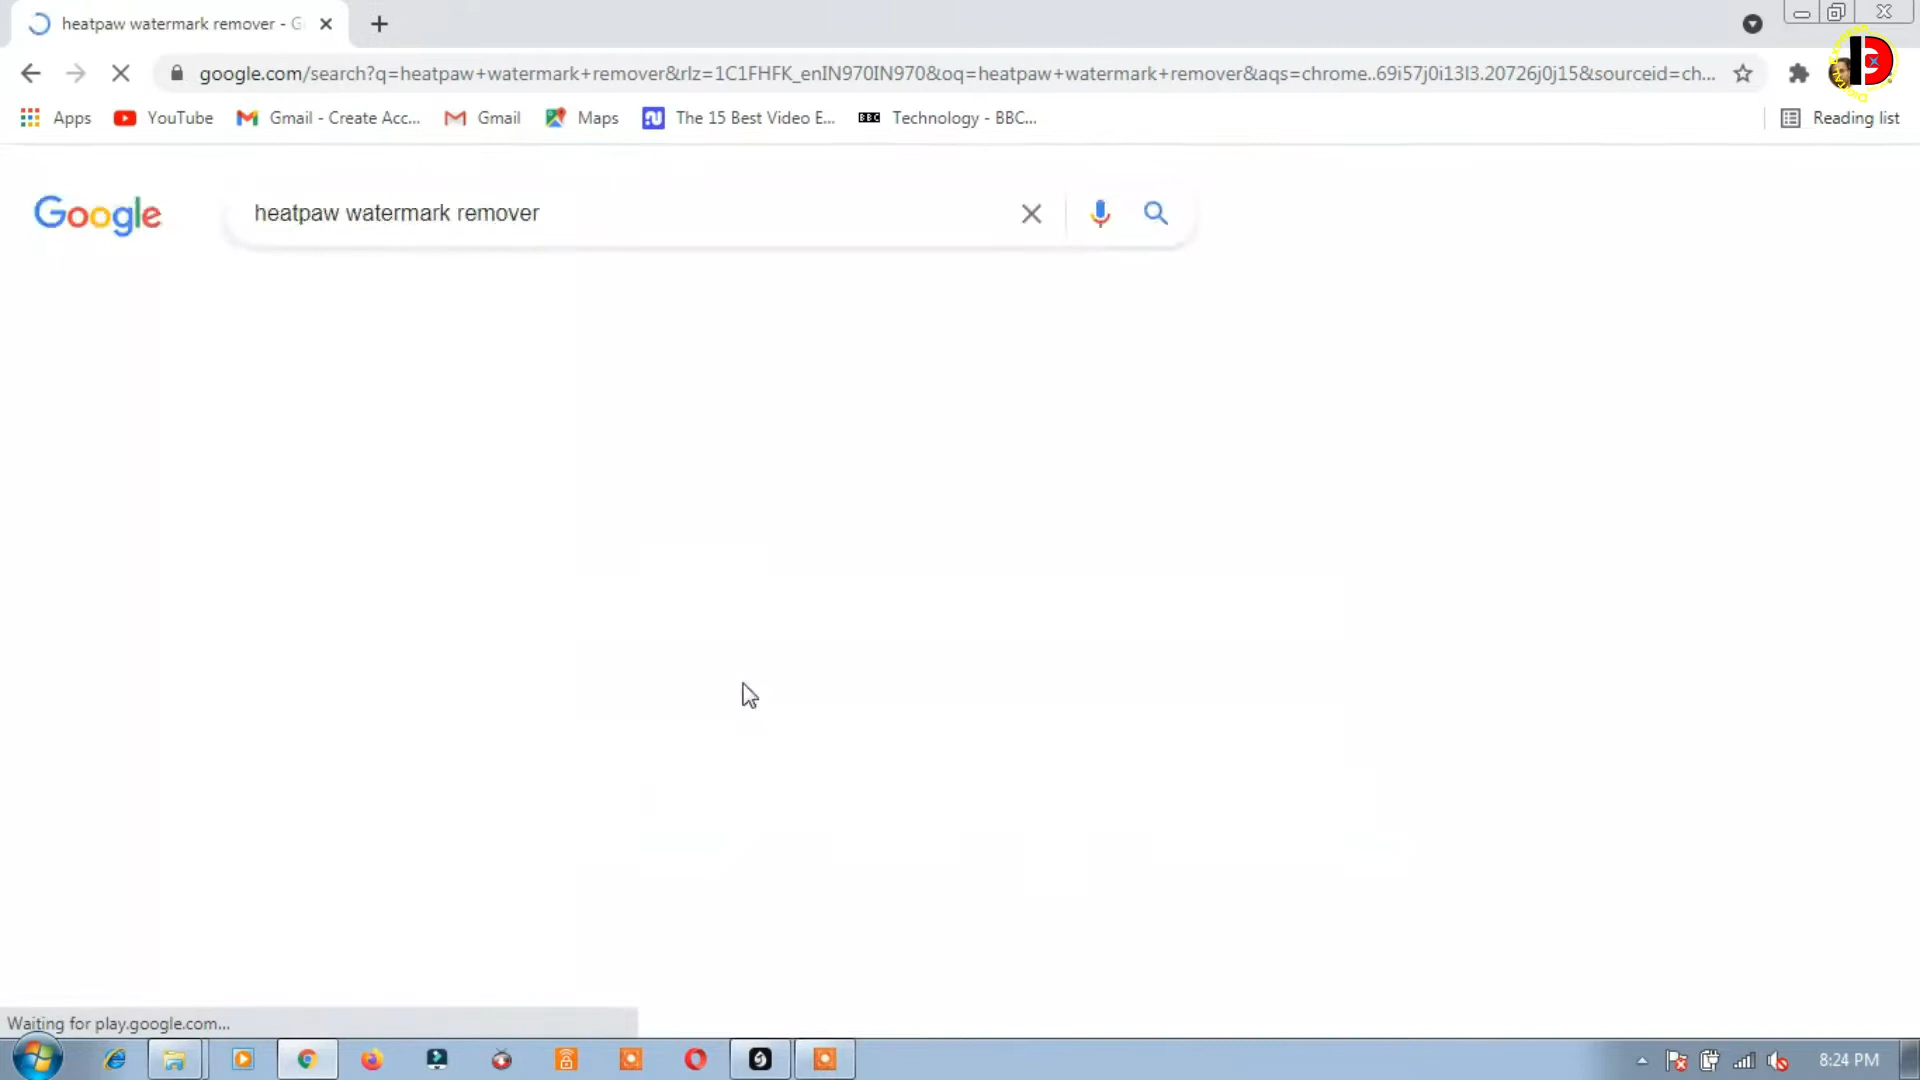 heatpaw watermark remover - G
google.com/search?q=heatpaw+watermark+remover&rlz=1C1FHFK_enIN970IN970&oq=heatpaw+watermark+remover&aqs=chrome..69i57j0i13l3.20726j0j15&sourceid=ch...
Apps YouTube Gmail - Create Acc... Gmail Maps The 15 Best Video E... BBC Technology - BBC... Reading list
Google heatpaw watermark remover
Waiting for play.google.com...
8:24 PM